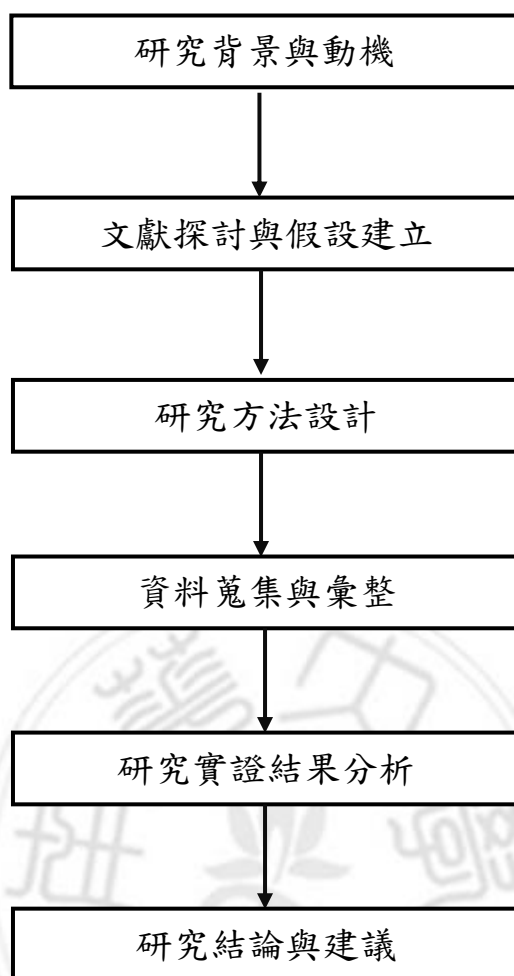 研究背景與動機
文獻探討與假設建立
研究方法設計
資料蒐集與彙整
研究實證結果分析
研究結論與建議